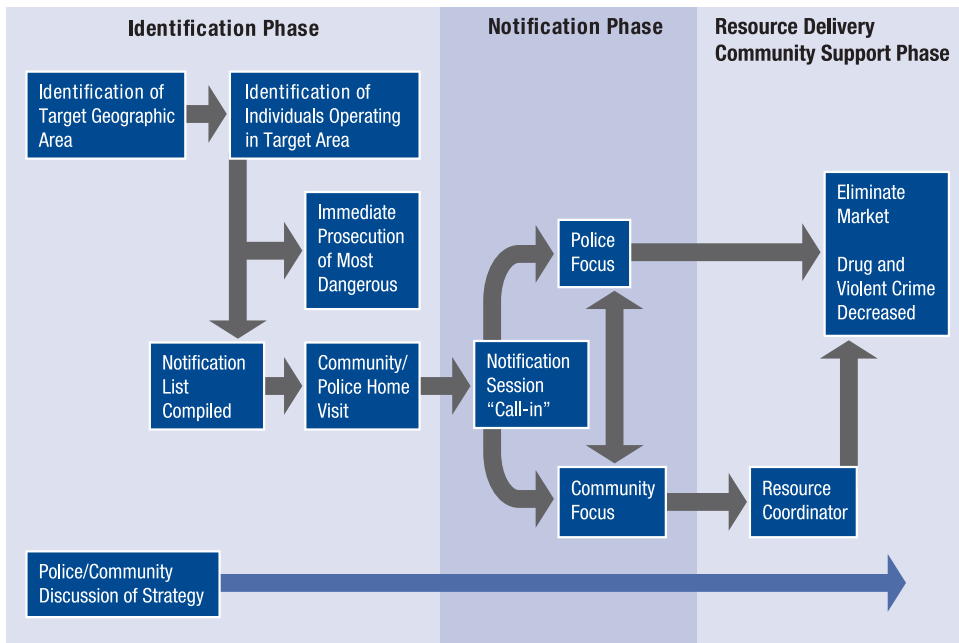 Identification Phase
Notification Phase
Resource Delivery
Community Support Phase
Identification of
Target Geographic
Area
Identification of
Individuals Operating
in Target Area
Immediate
Prosecution
of Most
Dangerous
Police
Focus
Eliminate
Market
Drug and
Violent Crime
Decreased
Notification
List
Compiled
Community/
Police Home
Visit
Notification
Session
“Call-in”
Community
Focus
Resource
Coordinator
Police/Community
Discussion of Strategy